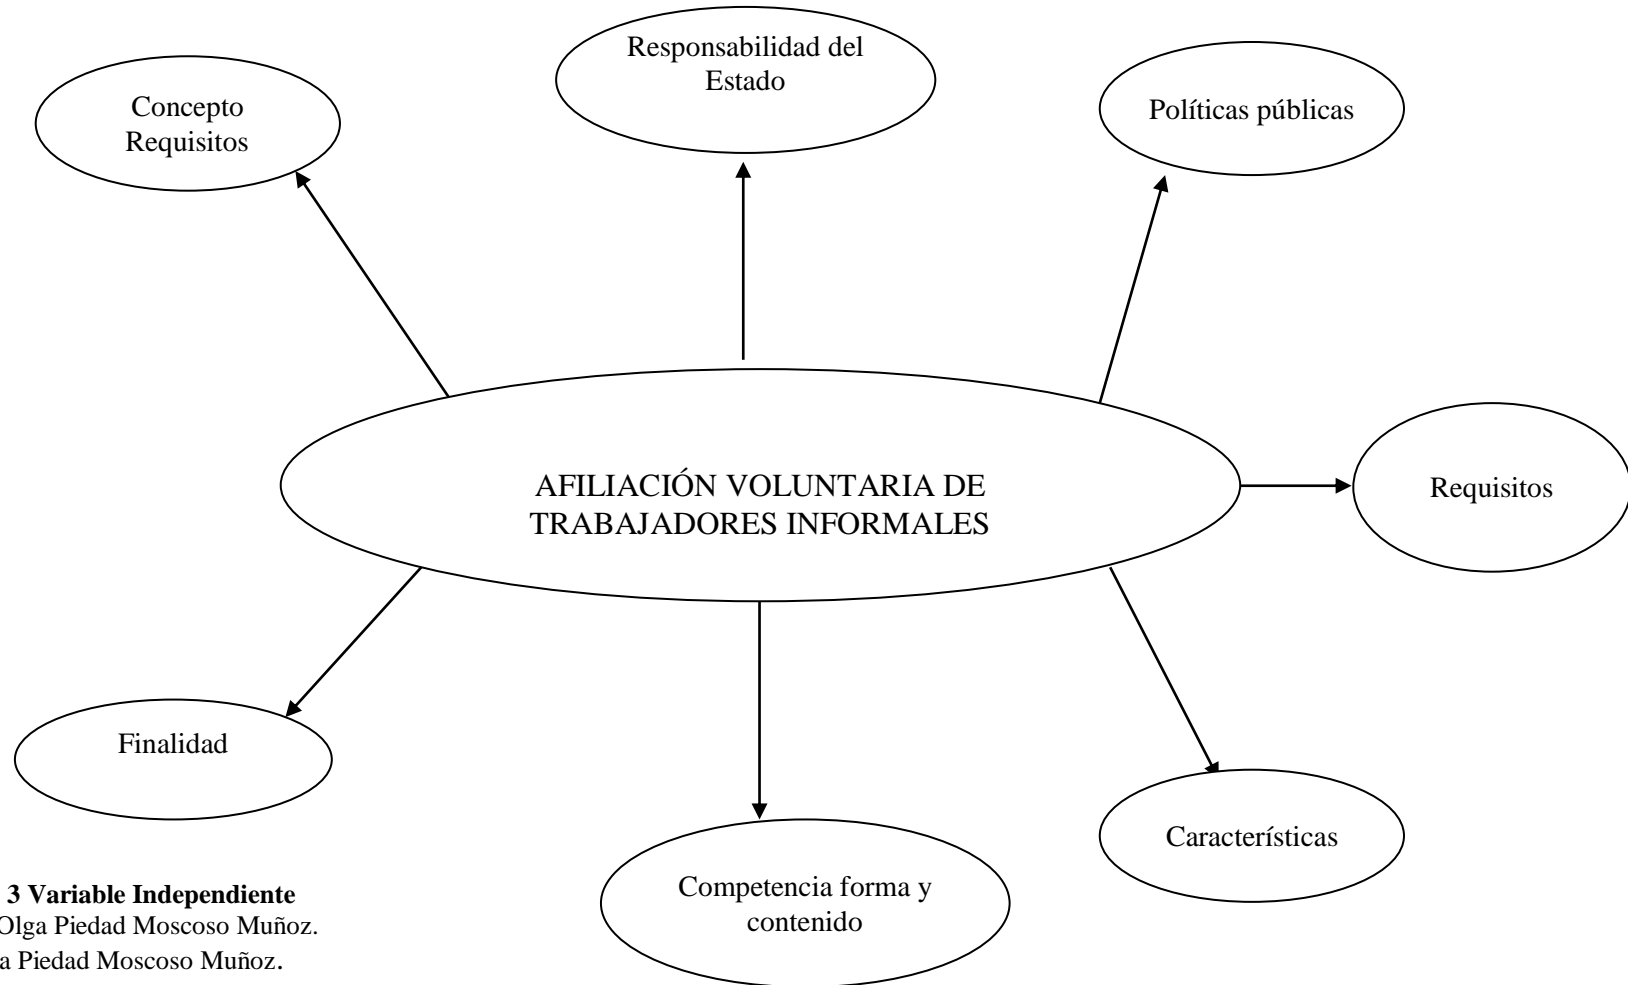 Responsabilidad del
Estado
Concepto
Requisitos
Políticas públicas
AFILIACIÓN VOLUNTARIA DE
TRABAJADORES INFORMALES
Requisitos
Finalidad
Características
Competencia forma y
contenido
3 Variable Independiente
Olga Piedad Moscoso Muñoz.
a Piedad Moscoso Muñoz.